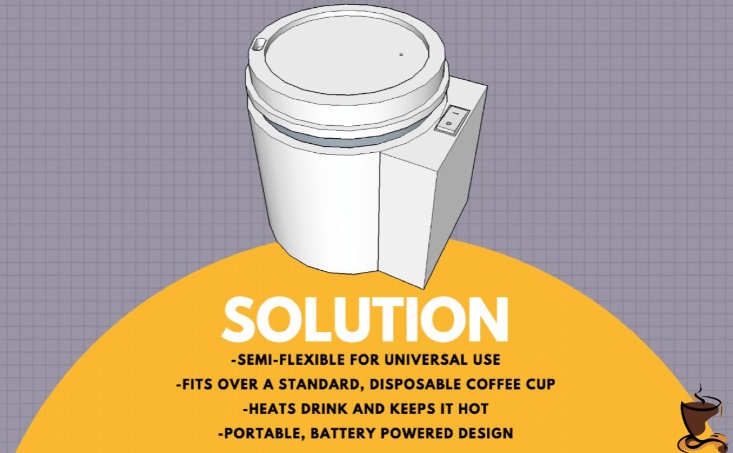 SOLUTION
-SEMI-FLEXIBLE FOR UNIVERSAL USE
-FITS OVER A STANDARD, DISPOSABLE COFFEE CUP
-HEATS DRINK AND KEEPS IT HOT
-PORTABLE, BATTERY POWERED DESIGN